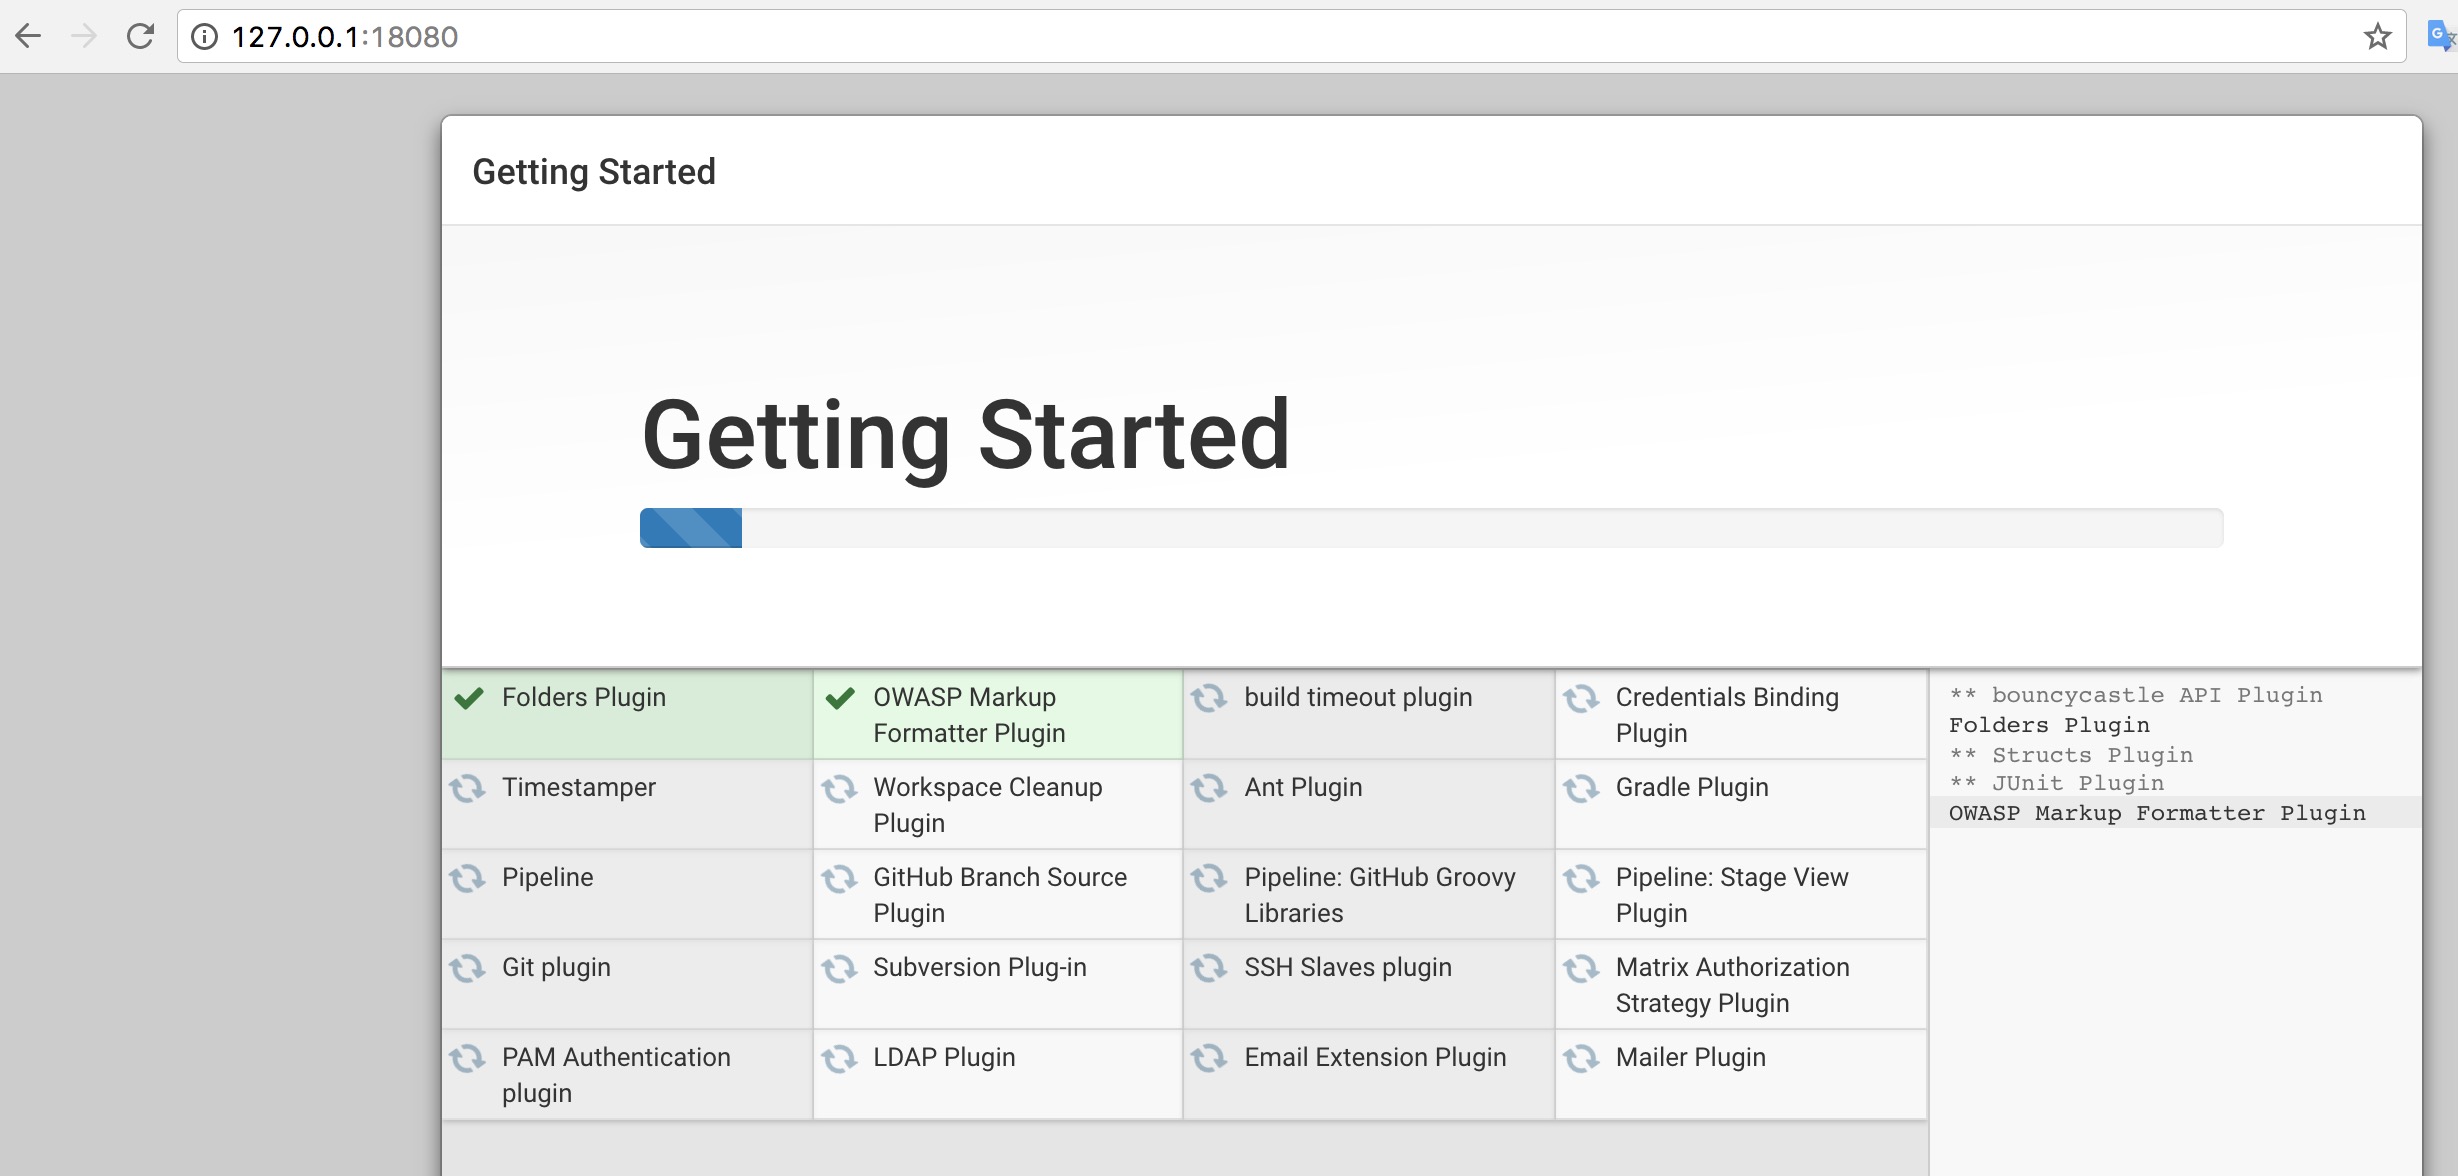 127.0.0.1:18080
Getting Started
Getting Started
Folders Plugin
OWASP Markup
Formatter Plugin
build timeout plugin
Credentials Binding
Plugin
Timestamper
Workspace Cleanup
Plugin
Ant Plugin
Gradle Plugin
Pipeline
GitHub Branch Source
Plugin
Pipeline: GitHub Groovy
Libraries
Pipeline: Stage View
Plugin
Git plugin
Subversion Plug-in
SSH Slaves plugin
Matrix Authorization
Strategy Plugin
PAM Authentication
plugin
LDAP Plugin
Email Extension Plugin
Mailer Plugin
** bouncycastle API Plugin
Folders Plugin
** Structs Plugin
** JUnit Plugin
OWASP Markup Formatter Plugin